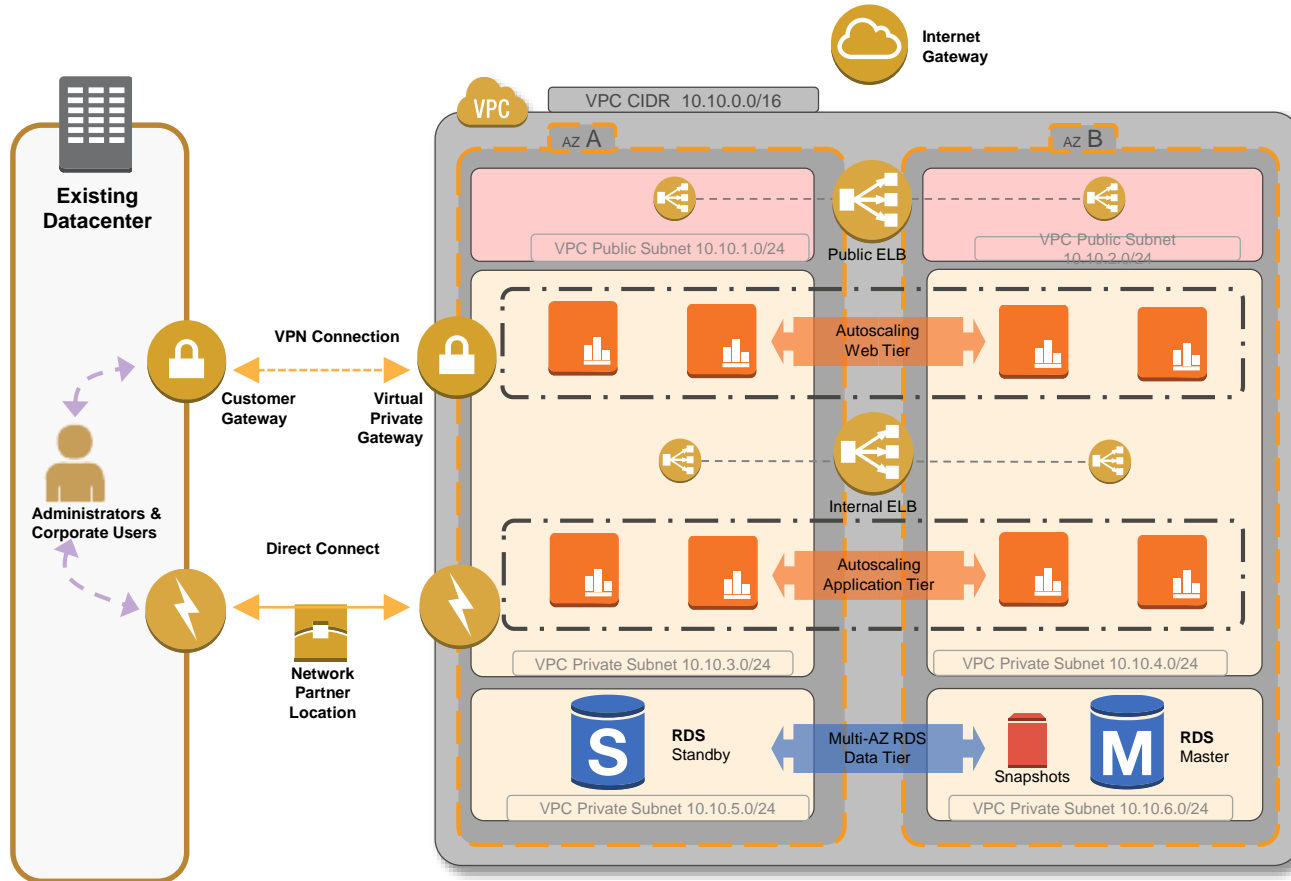 Internet
Gateway
VPC
VPC CIDR 10.10.0.0/16
AZ A
AZ B
Existing
Datacenter
VPC Public Subnet 10.10.1.0/24
Public ELB
VPC Public Subnet
10.10.2.0/24
VPN Connection
Customer
Gateway
Virtual
Private
Gateway
Autoscaling
Web Tier
Administrators &
Corporate Users
Internal ELB
Direct Connect
Network
Partner
Location
Autoscaling
Application Tier
VPC Private Subnet 10.10.3.0/24
VPC Private Subnet 10.10.4.0/24
S
RDS
Standby
Multi-AZ RDS
Data Tier
Snapshots
M
RDS
Master
VPC Private Subnet 10.10.5.0/24
VPC Private Subnet 10.10.6.0/24